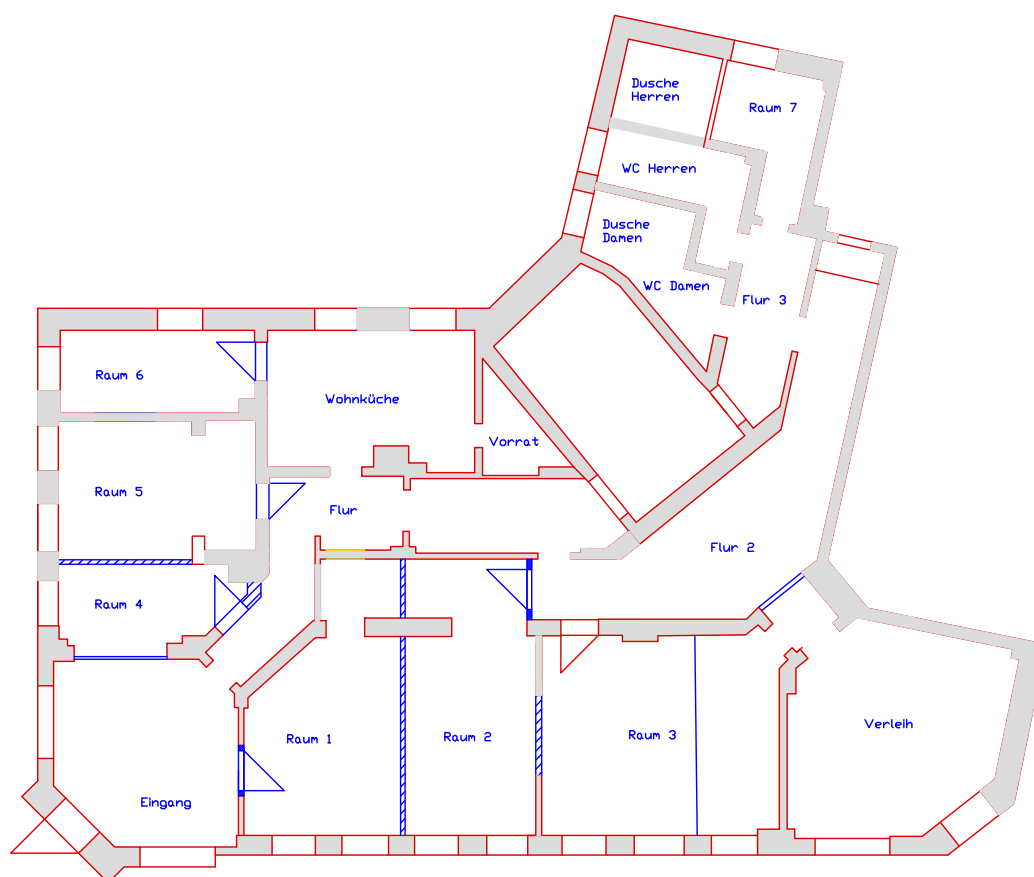 Dusche
Herren
Raum 7
WC Herren
Dusche
Damen
WC Damen
Flur 3
Raum 6
Wohnküche
Vorrat
Raum 5
Flur
Flur 2
Raum 4
Verleih
Raum 1
Raum 2
Raum 3
Eingang